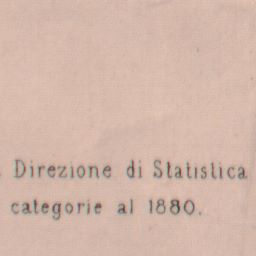 Direzione di Statistica
categorie al 1880.